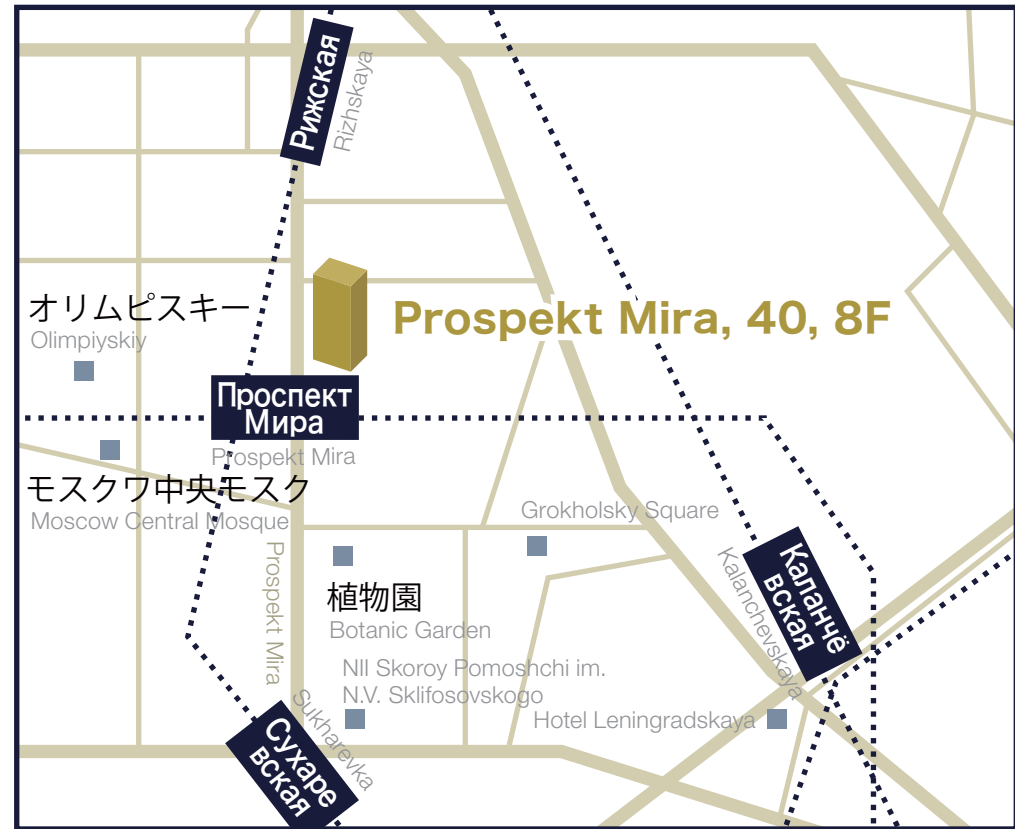 Рижская
Rizhskaya
オリムピスキー
Olimpiyskiy
Prospekt Mira, 40, 8F
Проспект
Мира
Prospekt Mira
モスクワ中央モスク
Moscow Central Mosque
Grokholsky Square
Prospekt Mira
植物園
Botanic Garden
Каланчё
вская
Kalanchevskaya
NII Skoroy Pomoshchi im.
N.V. Sklifosovskogo
Hotel Leningradskaya
Сухаре
вская
Sukharevka